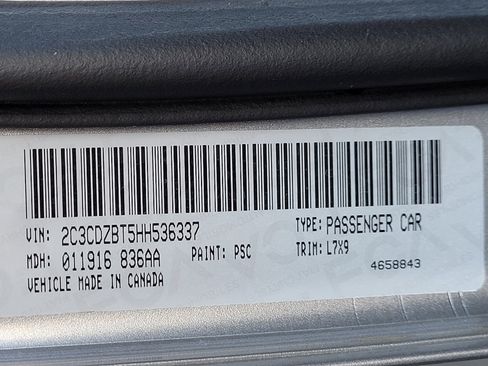 VIN: 2C3CDZBT5HH536337 TYPE: PASSENGER CAR
MDH: 011916 836AA PAINT: PSC TRIM: L7X9
VEHICLE MADE IN CANADA 4658843